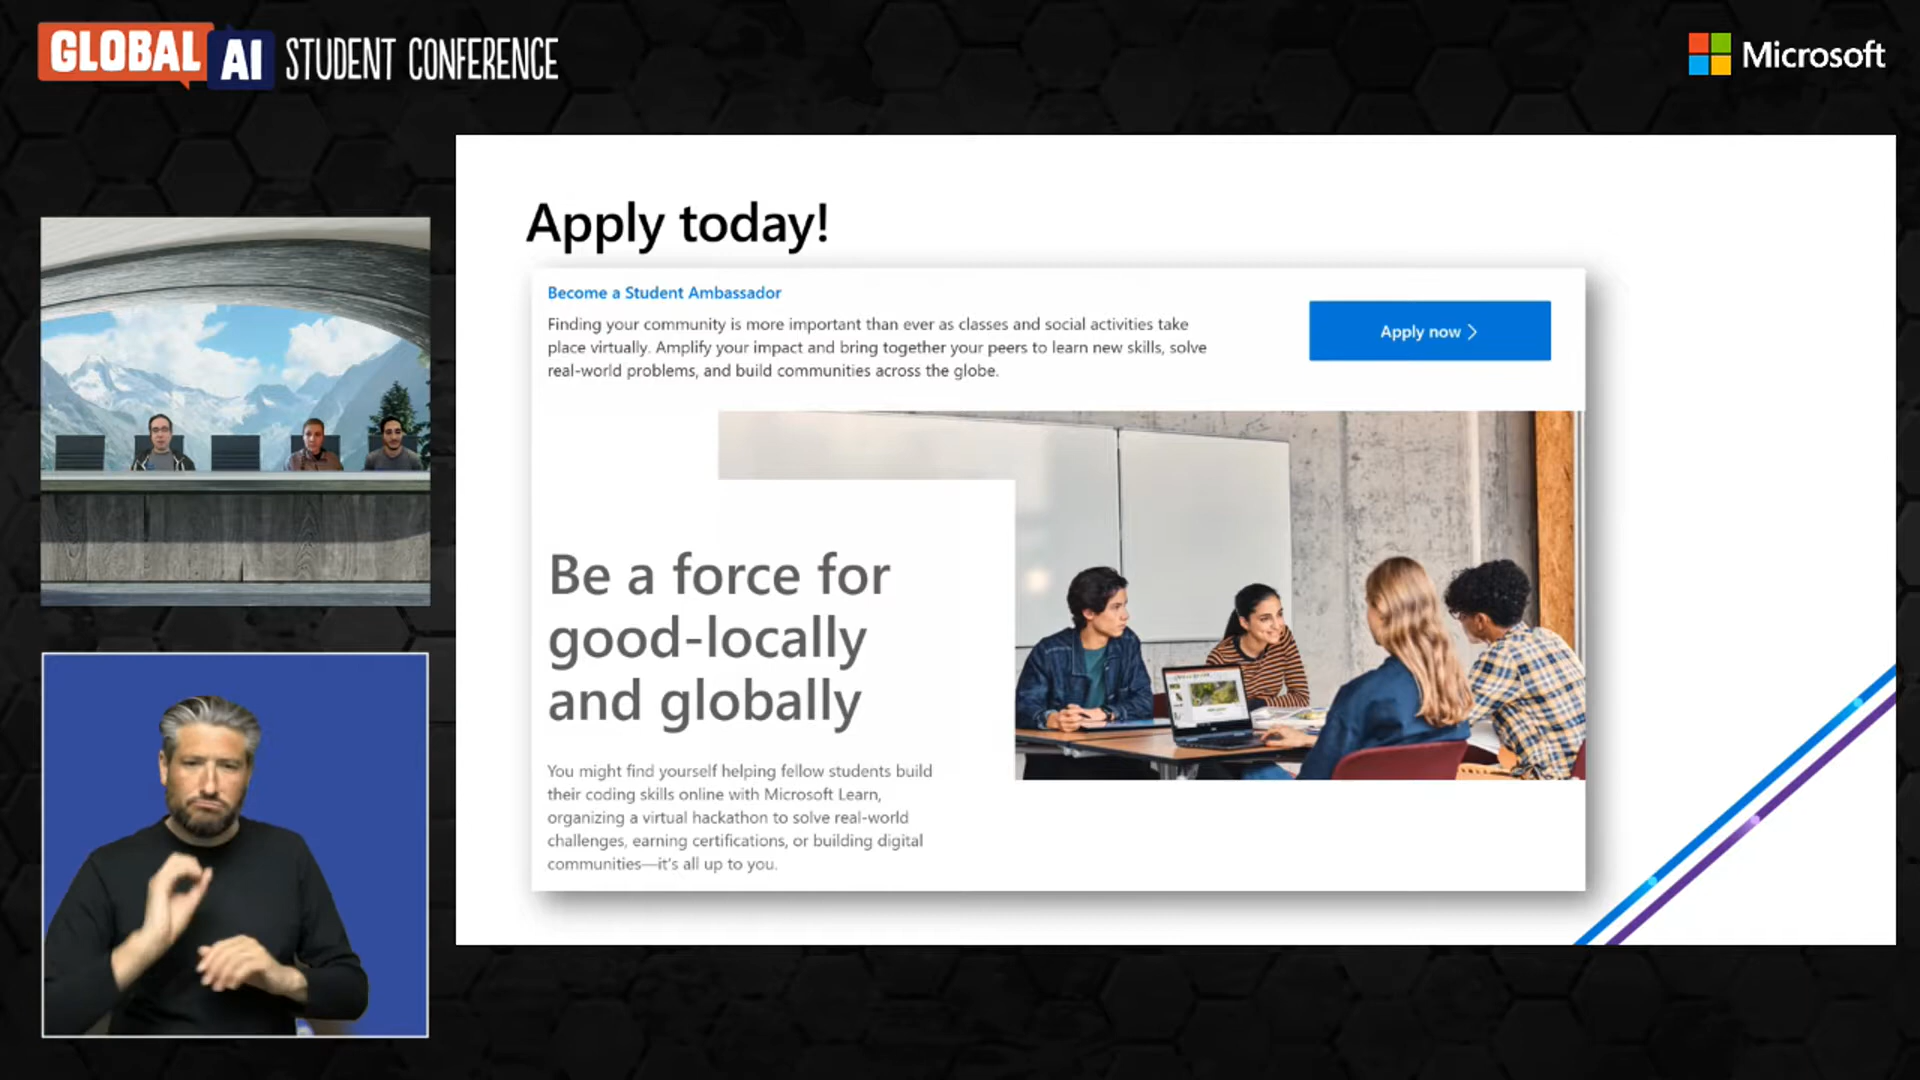 GLOBAL AI STUDENT CONFERENCE
Microsoft
Apply today!
Become a Student Ambassador
Finding your community is more important than ever as classes and social activities take
place virtually. Amplify your impact and bring together your peers to learn new skills, solve
real-world problems, and build communities across the globe.
Apply now >
Be a force for
good-locally
and globally
You might find yourself helping fellow students build
their coding skills online with Microsoft Learn,
organizing a virtual hackathon to solve real-world
challenges, earning certifications, or building digital
communities—it's all up to you.